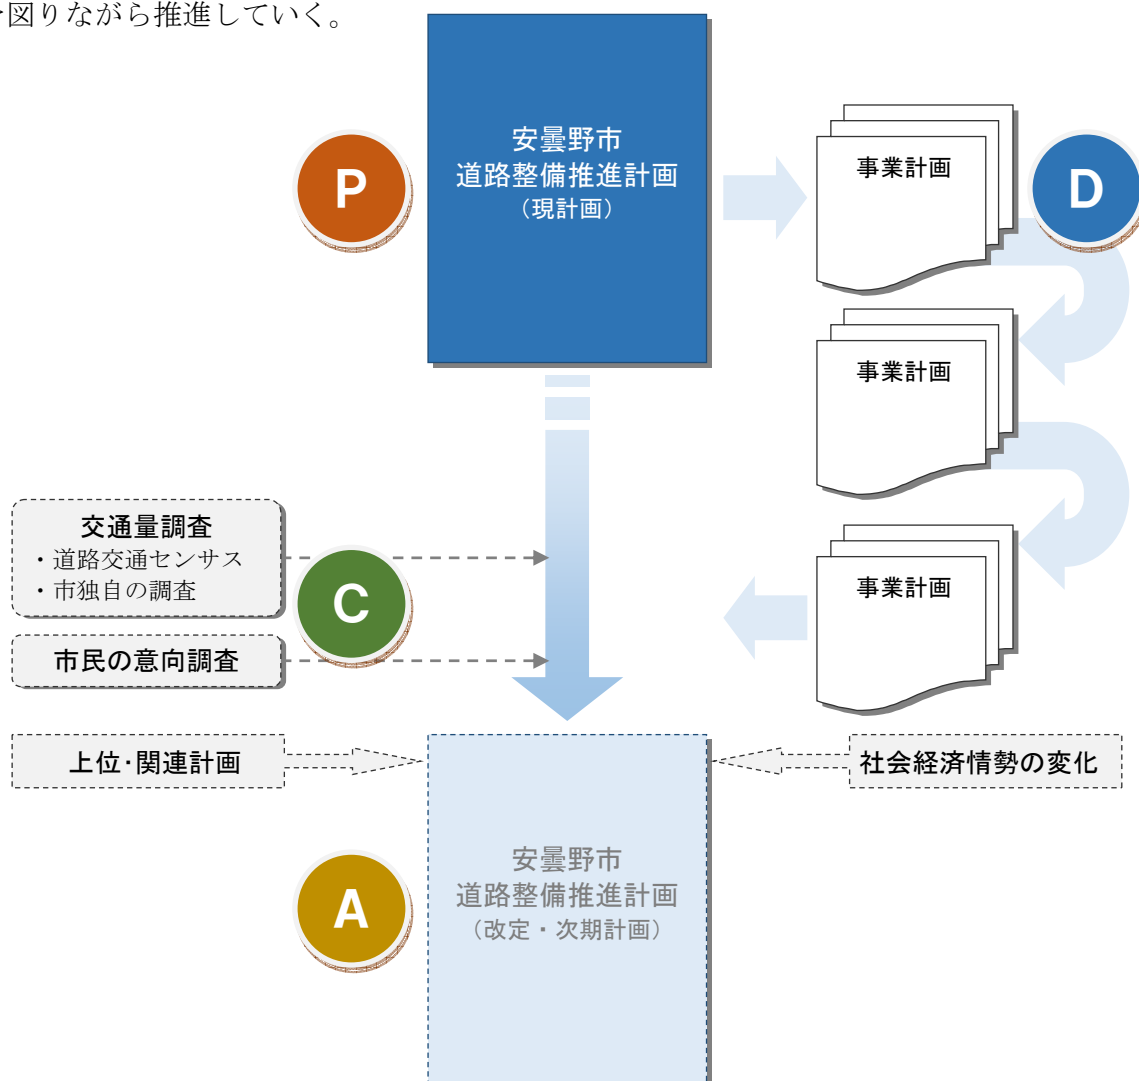 図りながら推進していく。
安曇野市
道路整備推進計画
（現計画）
P
事業計画
D
事業計画
事業計画
交通量調査
・道路交通センサス
・市独自の調査
C
市民の意向調査
上位･関連計画
社会経済情勢の変化
安曇野市
道路整備推進計画
（改定・次期計画）
A